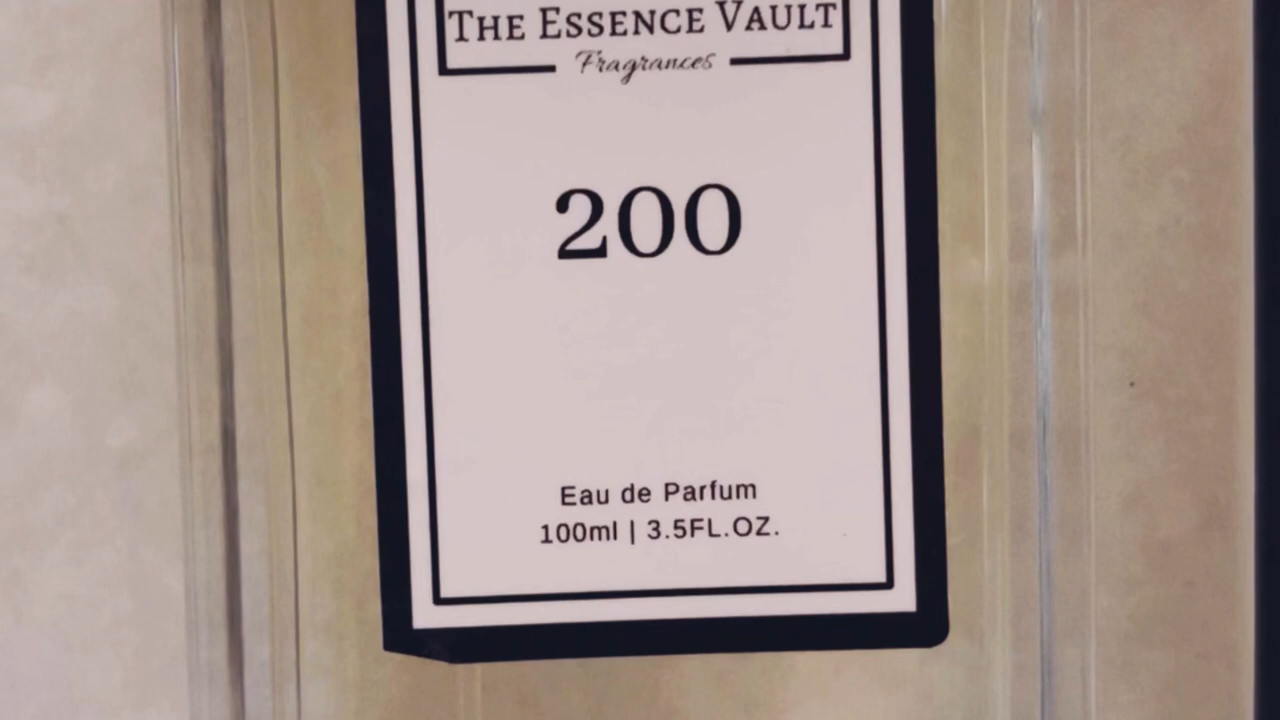 THE ESSENCE VAULT
Fragrances
200
Eau de Parfum
100ml | 3.5FL.OZ.